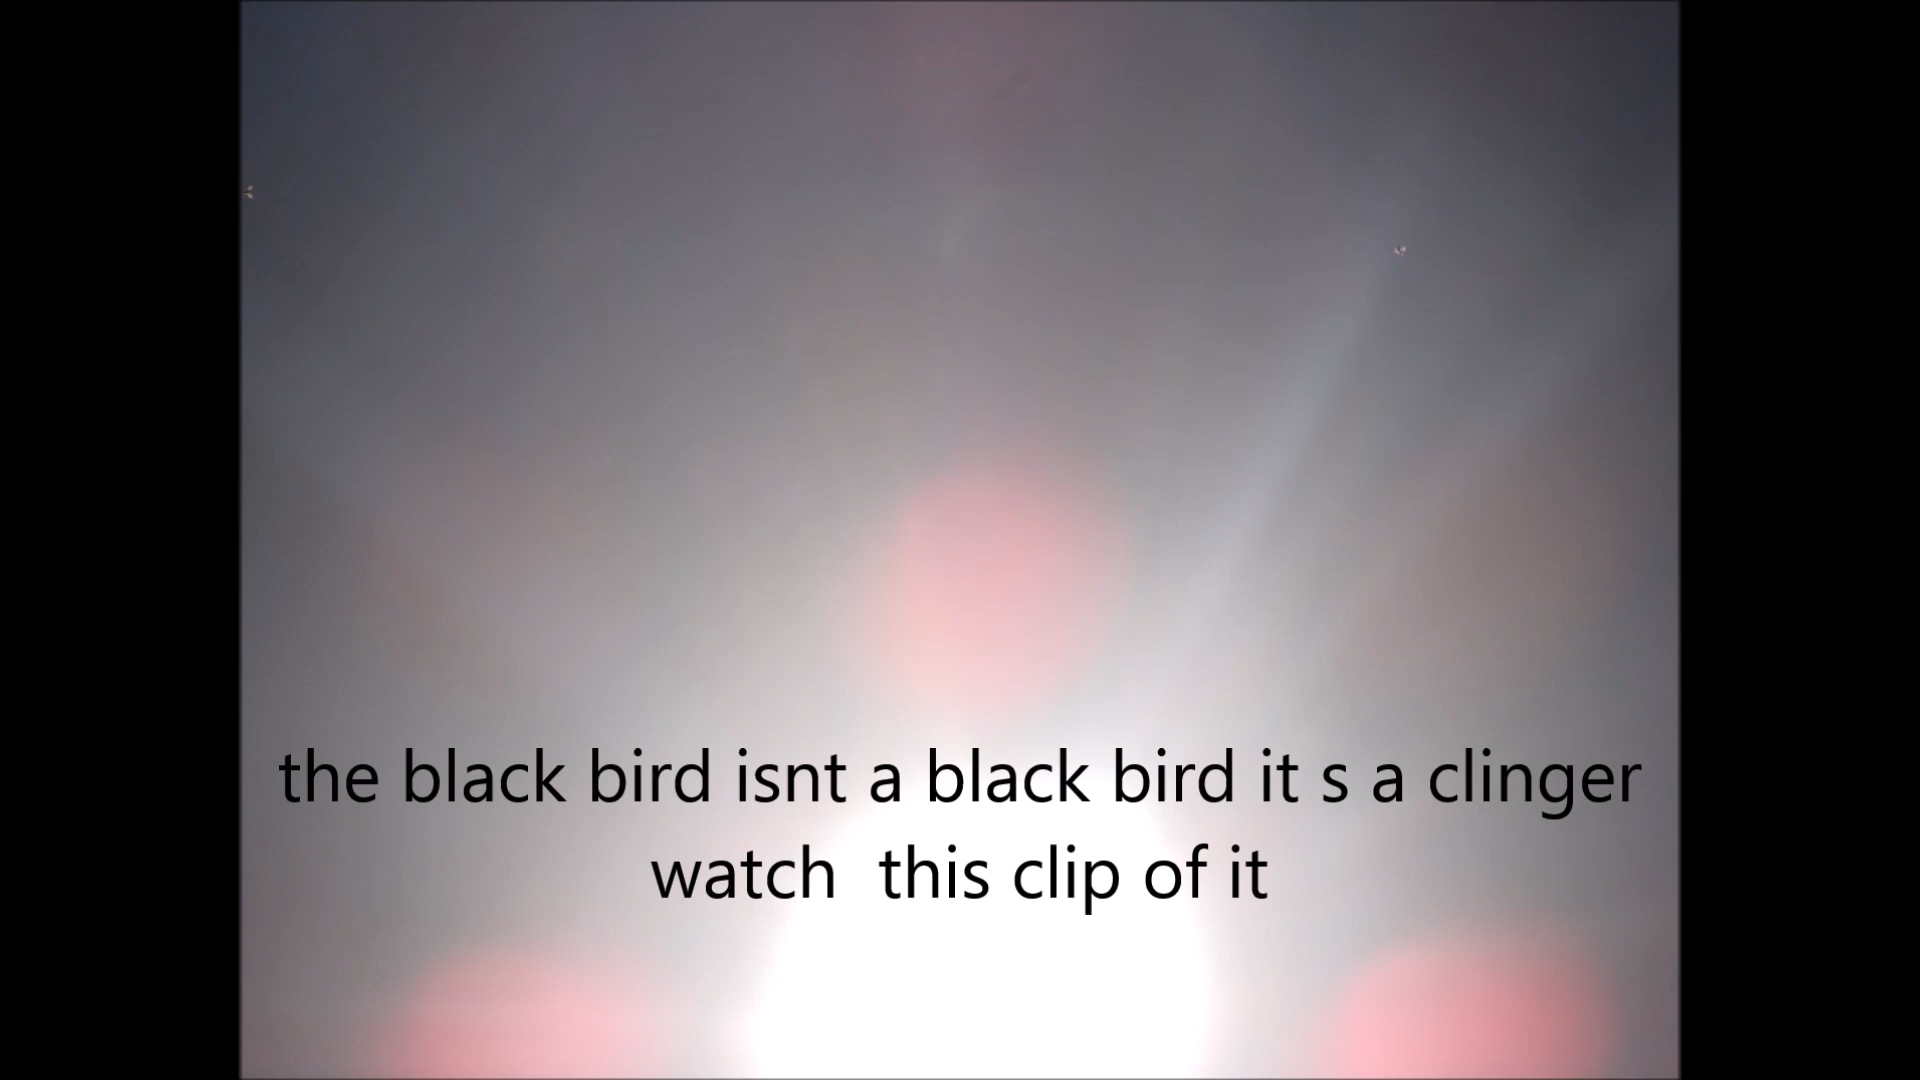 the black bird isnt a black bird it s a clinger
watch  this clip of it